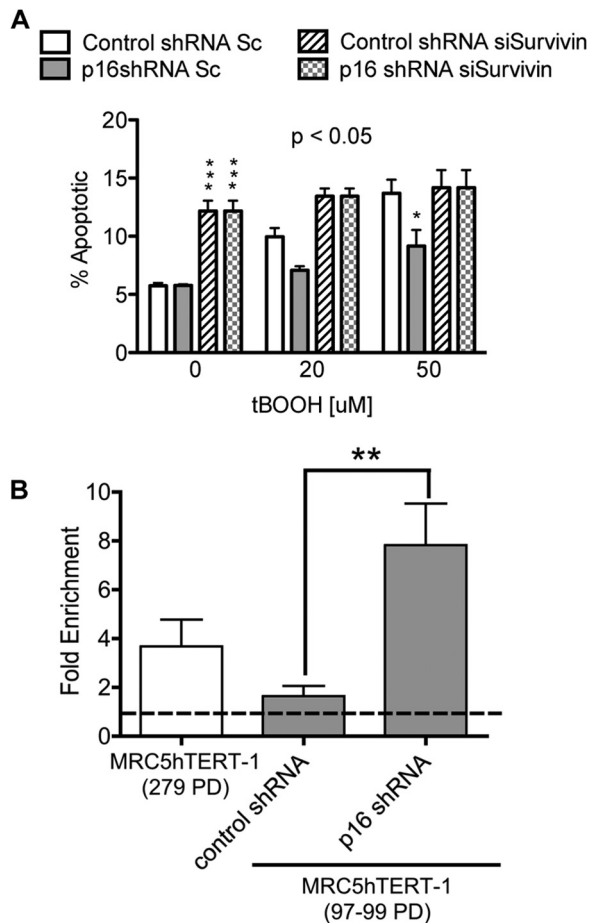 A
Control shRNA Sc
Control shRNA siSurvivin
p16shRNA Sc
p16 shRNA siSurvivin
% Apoptotic
20
15
10
5
0
***
***
p < 0.05
*
0
20
50
tBOOH [uM]
B
**
Fold Enrichment
10
8
6
4
2
0
MRC5hTERT-1
(279 PD)
control shRNA
p16 shRNA
MRC5hTERT-1
(97-99 PD)